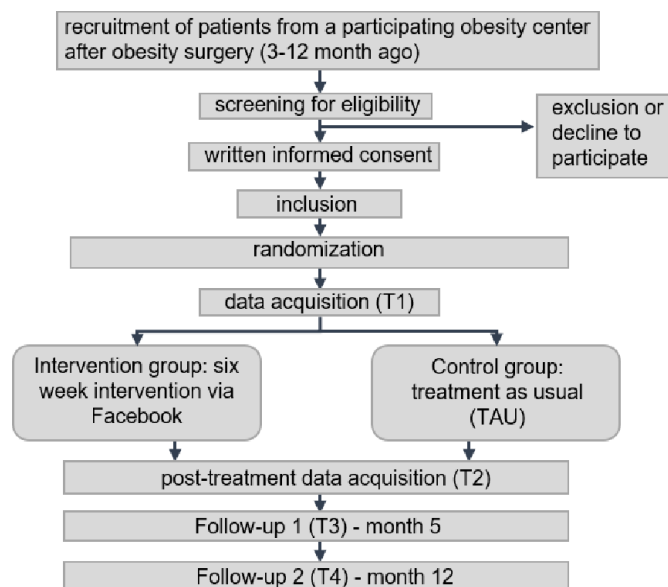 recruitment of patients from a participating obesity center
after obesity surgery (3-12 month ago)
screening for eligibility
exclusion or
decline to
participate
written informed consent
inclusion
randomization
data acquisition (T1)
Intervention group: six
week intervention via
Facebook
Control group:
treatment as usual
(TAU)
post-treatment data acquisition (T2)
Follow-up 1 (T3) - month 5
Follow-up 2 (T4) - month 12